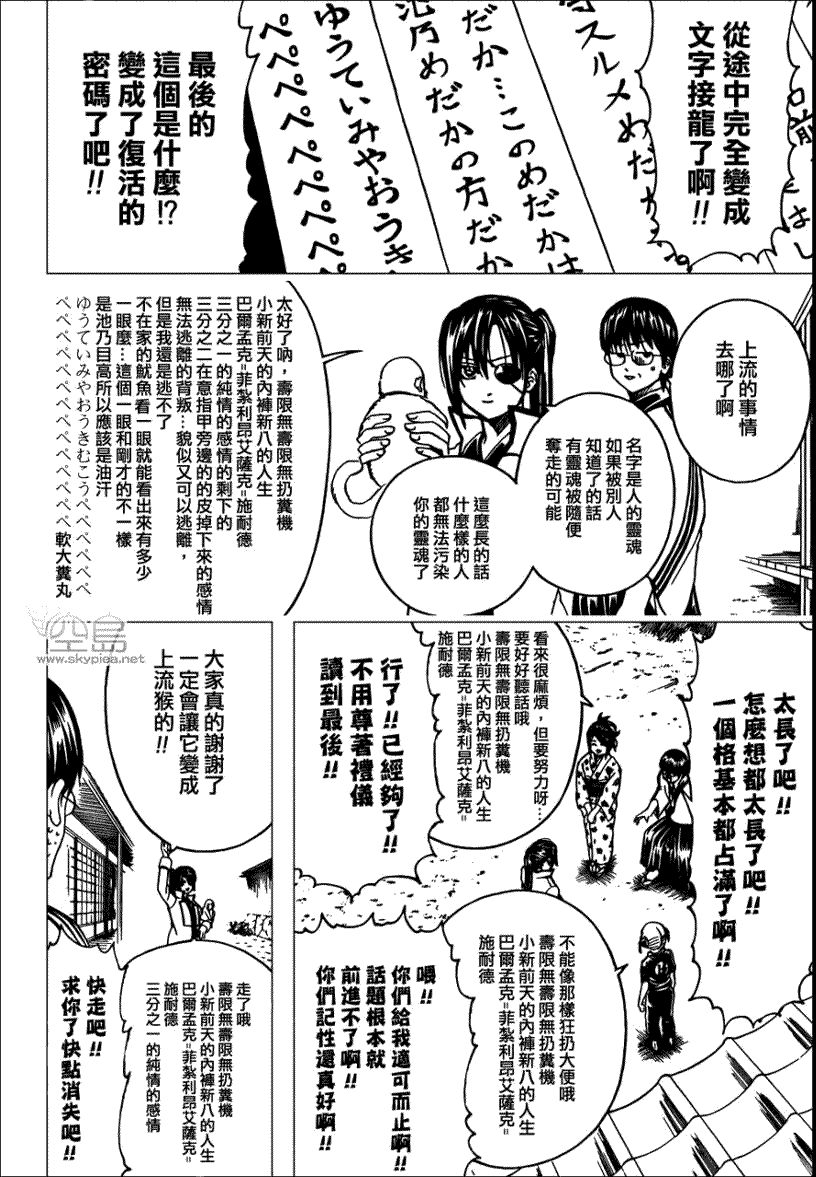 從途中完全變成
文字接龍了啊!!
スルメめだか
だか…このめだかは
めだかの方だか
ゆうていみやおうき
ペペペペペペペ
最後的
這個是什麼!?
變成了復活的
密碼了吧!!
上流的事情
去哪了啊
名字是人的靈魂
如果被別人
知道了的話
有靈魂被隨便
奪走的可能
這麼長的話
什麼樣的人
都無法污染
你的靈魂了
太好了吶,壽限無壽限無扔糞機
小新前天的內褲新八的人生
巴爾孟克=菲紮利昂艾薩克=施耐德
三分之一的純情的感情的剩下的
三分之二在意指甲旁邊的的皮掉下來的感情
無法逃離的背叛…貌似又可以逃離,
但是我還是逃不了
不在家的魷魚看一眼就能看出來有多少
一眼麼…這個一眼和剛才的不一樣
是池乃目高所以應該是油汗
ゆうていみやおうきむこうぺぺぺぺぺぺ
ぺぺぺぺぺぺぺぺぺぺぺぺぺ 軟大糞丸
太長了吧!!
怎麼想都太長了吧!!
一個格基本都占滿了啊!!
看來很麻煩,但要努力呀…
要好好聽話哦
壽限無壽限無扔糞機
小新前天的內褲新八的人生
巴爾孟克=菲紮利昂艾薩克=
施耐德
行了!!已經夠了!!
不用尊著禮儀
讀到最後!!
不能像那樣狂扔大便哦
壽限無壽限無扔糞機
小新前天的內褲新八的人生
巴爾孟克=菲紮利昂艾薩克=
施耐德
喂!!
你們給我適可而止啊!!
話題根本就
前進不了啊!!
你們記性還真好啊!!
大家真的謝謝了
一定會讓它變成
上流猴的!!
走了哦
壽限無壽限無扔糞機
小新前天的內褲新八的人生
巴爾孟克=菲紮利昂艾薩克=
施耐德
三分之一的純情的感情
快走吧!!
求你了快點消失吧!!
空島
www.skypiea.net